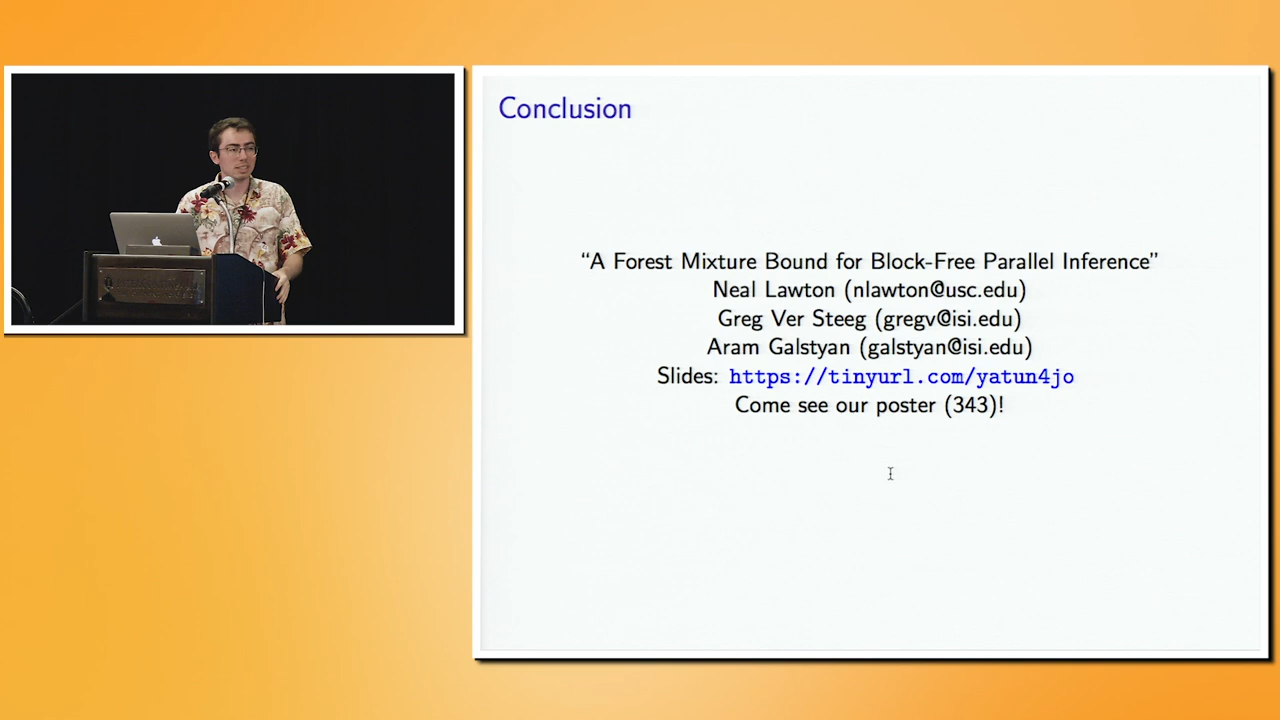 Conclusion
“A Forest Mixture Bound for Block-Free Parallel Inference”
Neal Lawton (nlawton@usc.edu)
Greg Ver Steeg (gregv@isi.edu)
Aram Galstyan (galstyan@isi.edu)
Slides: https://tinyurl.com/yatun4jo
Come see our poster (343)!